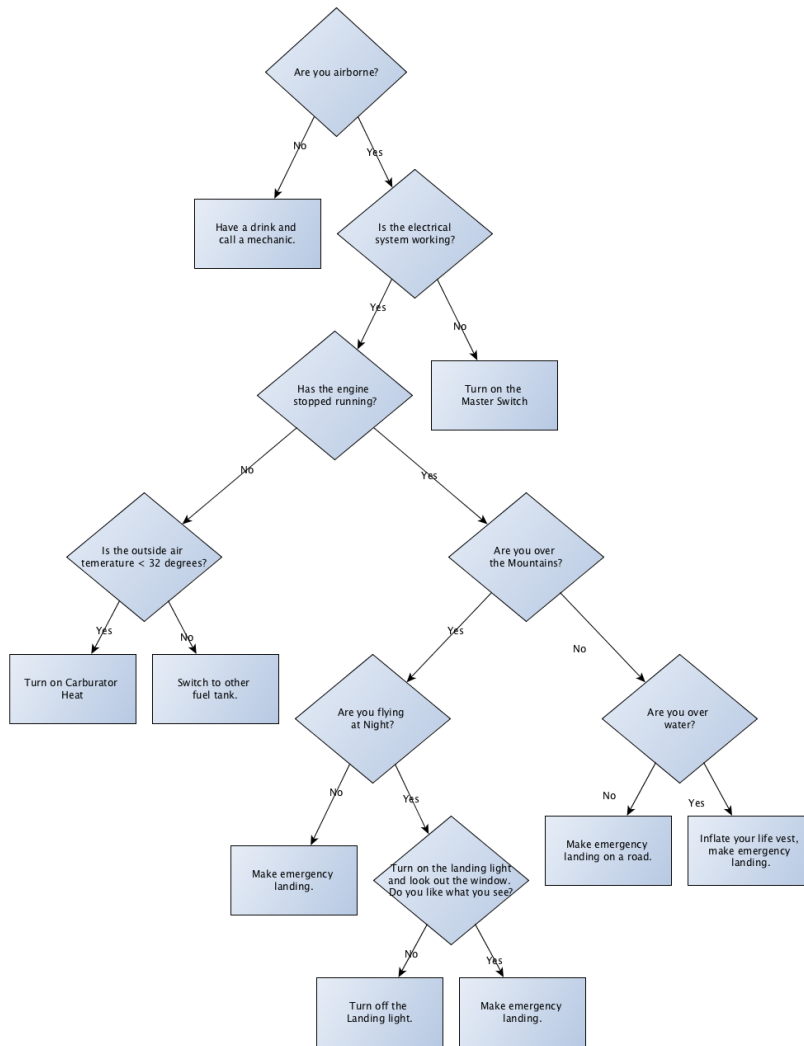 Are you airborne?
No
Yes
Have a drink and
call a mechanic.
Is the electrical
system working?
Yes
No
Has the engine
stopped running?
Turn on the
Master Switch
No
Yes
Is the outside air
temerature < 32 degrees?
Are you over
the Mountains?
Yes
No
Yes
No
Turn on Carburator
Heat
Switch to other
fuel tank.
Are you flying
at Night?
Are you over
water?
No
Yes
No
Yes
Make emergency
landing.
Turn on the landing light
and look out the window.
Do you like what you see?
Make emergency
landing on a road.
Inflate your life vest,
make emergency
landing.
No
Yes
Turn off the
Landing light.
Make emergency
landing.